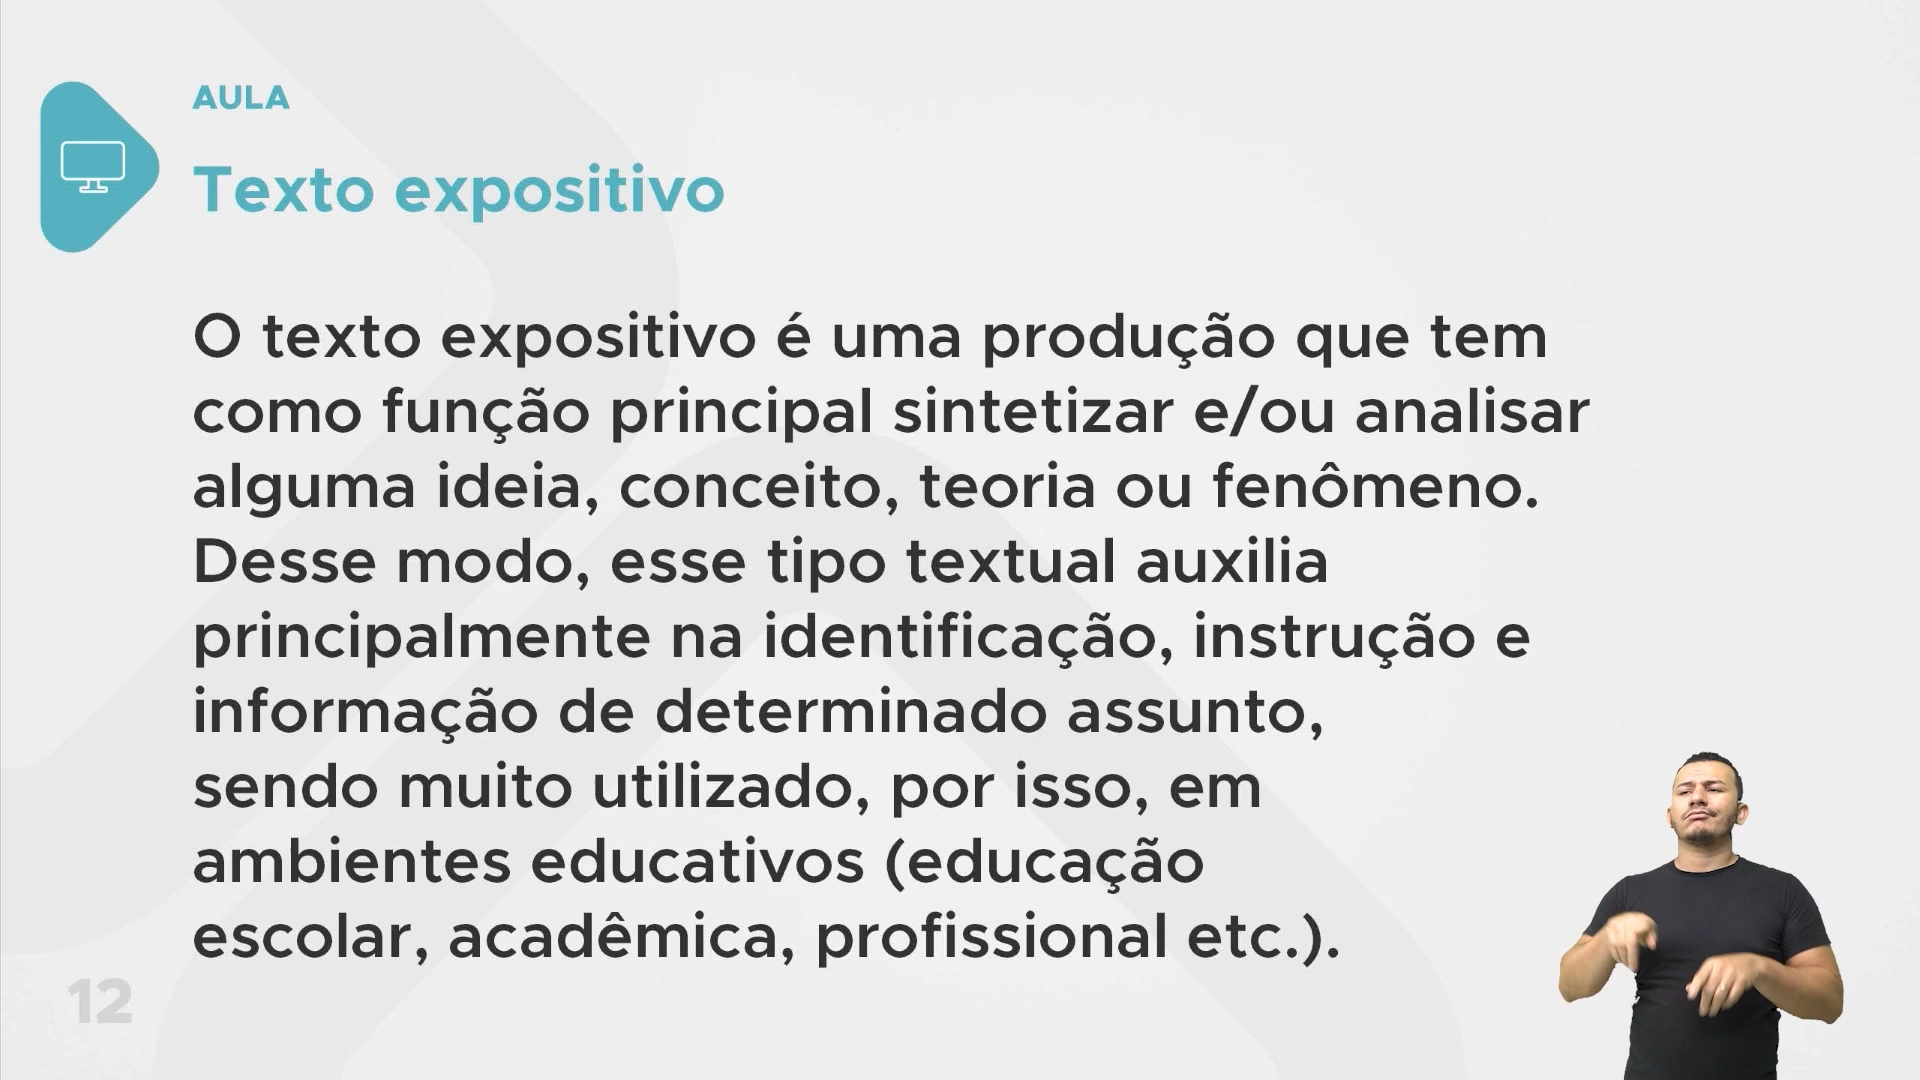 AULA
Texto expositivo
O texto expositivo é uma produção que tem
como função principal sintetizar e/ou analisar
alguma ideia, conceito, teoria ou fenômeno.
Desse modo, esse tipo textual auxilia
principalmente na identificação, instrução e
informação de determinado assunto,
sendo muito utilizado, por isso, em
ambientes educativos (educação
escolar, acadêmica, profissional etc.).
12